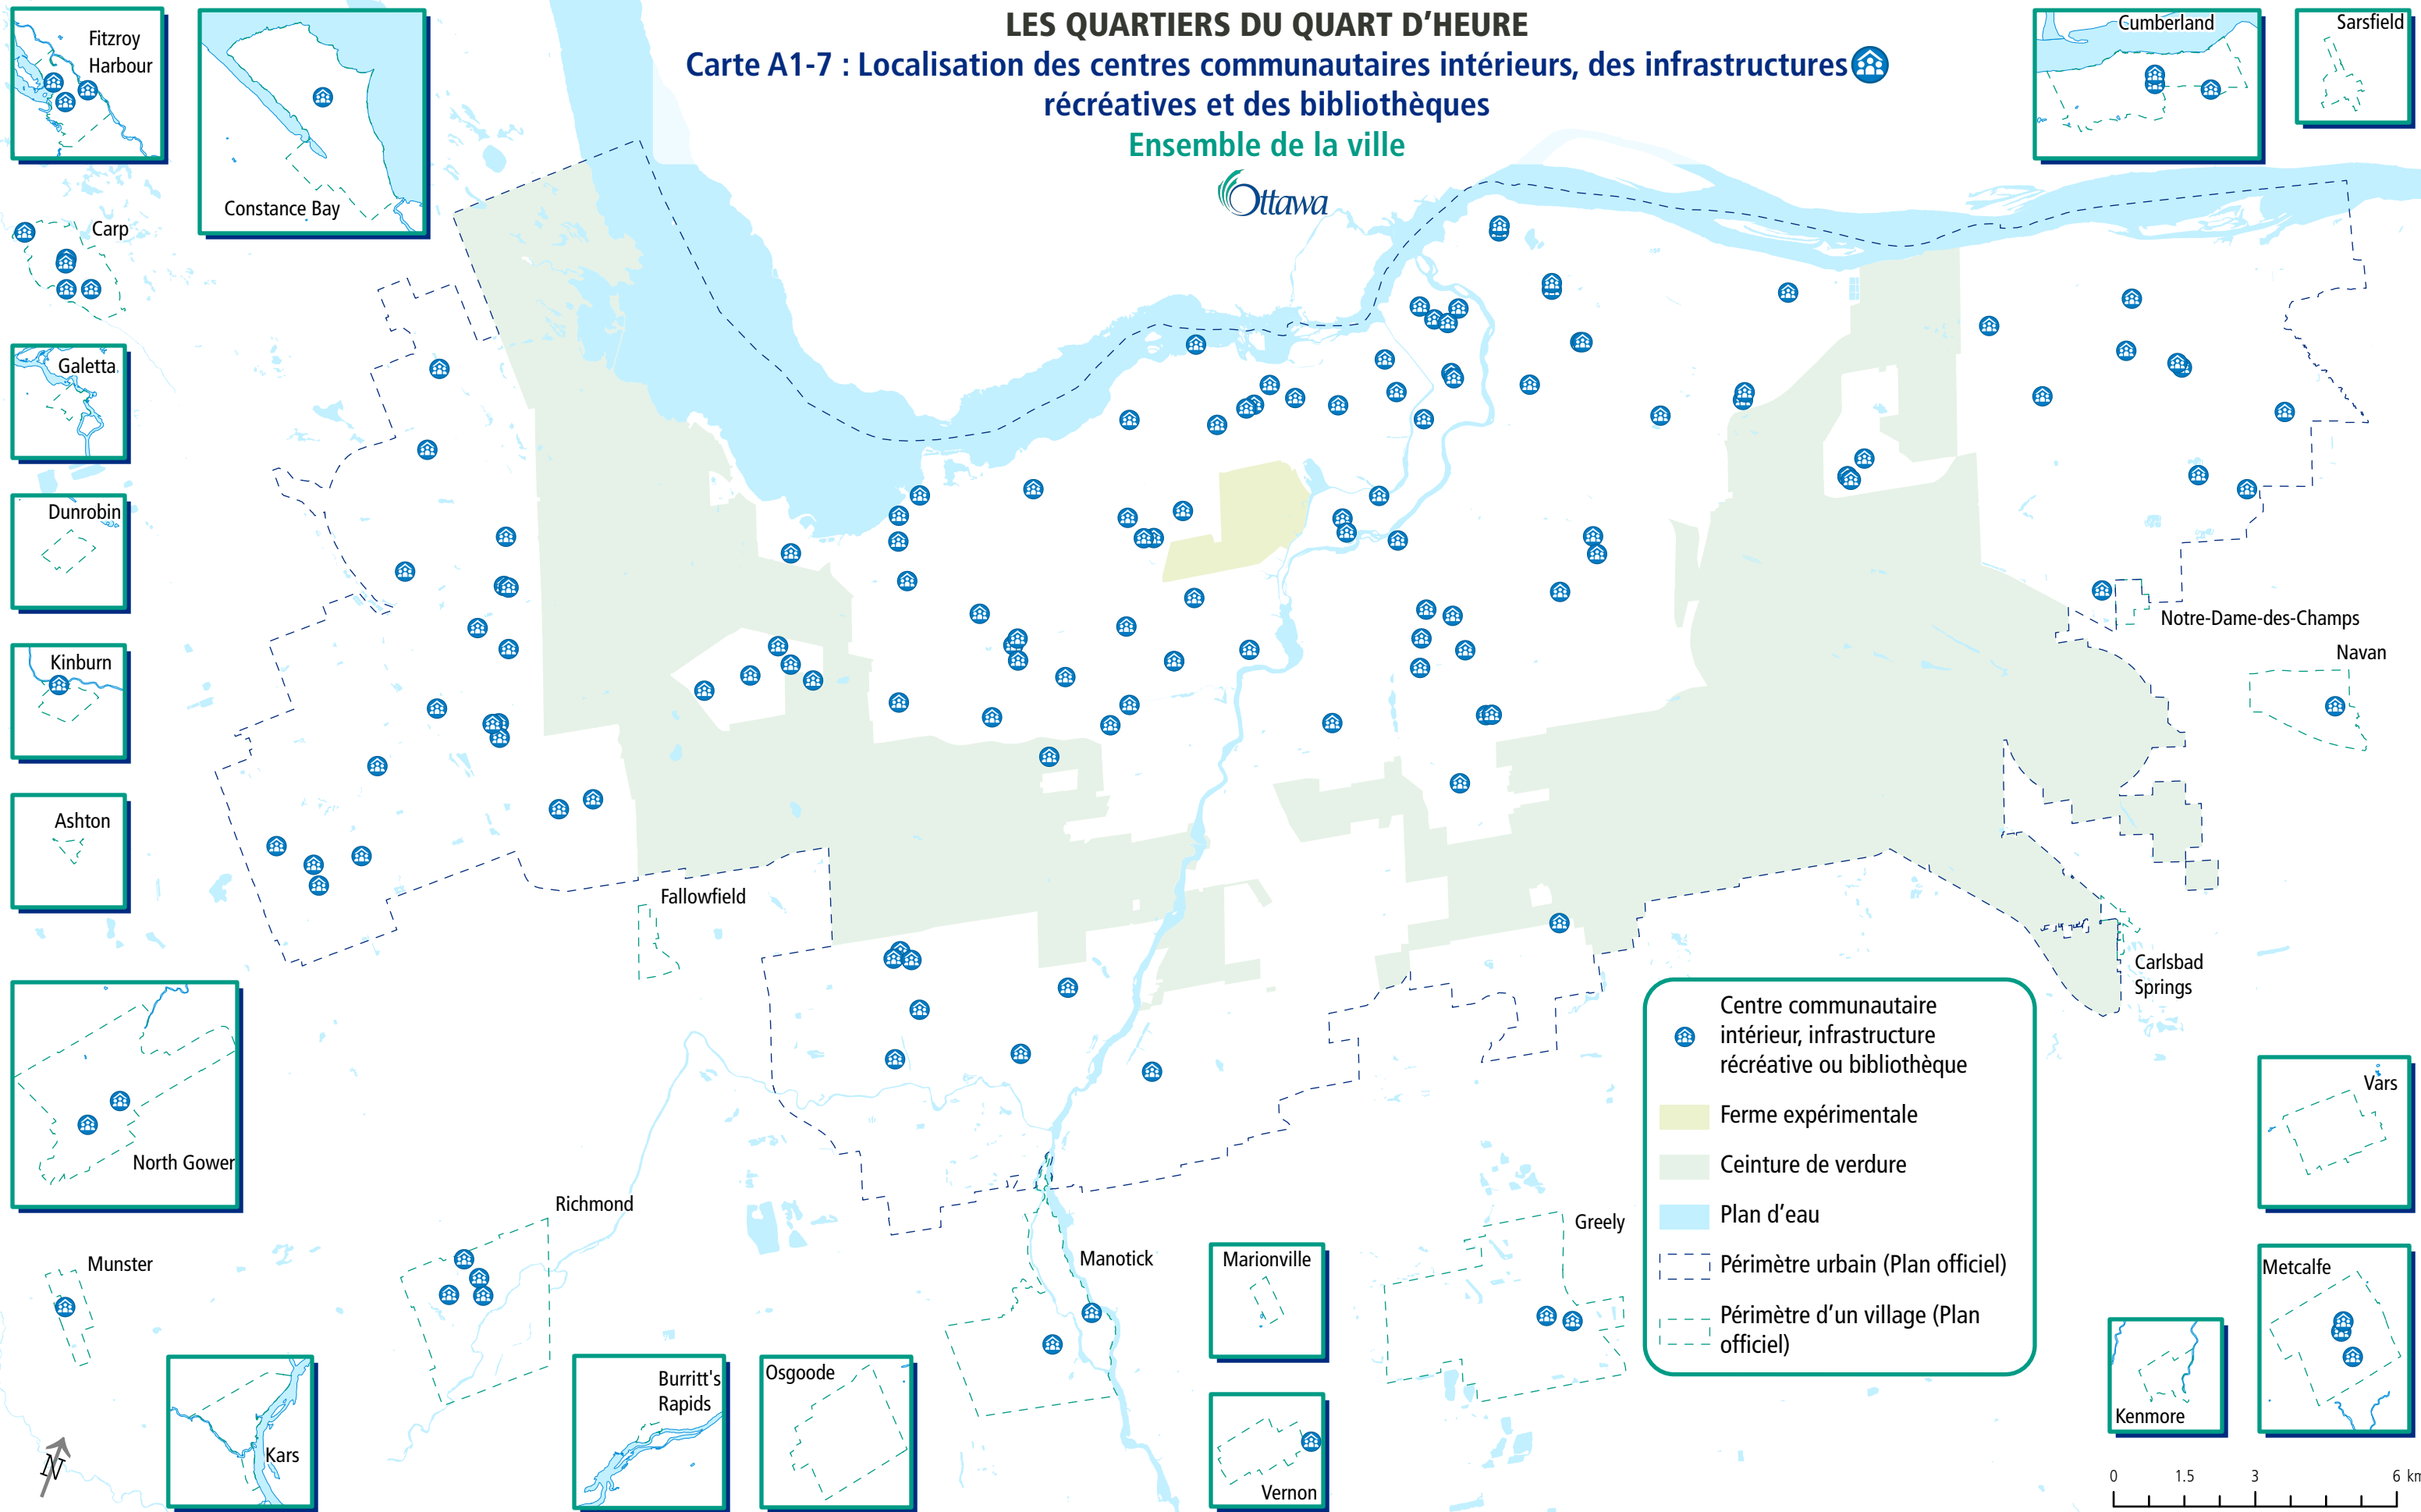 LES QUARTIERS DU QUART D’HEURE
Carte A1-7 : Localisation des centres communautaires intérieurs, des infrastructures
récréatives et des bibliothèques
Ensemble de la ville
Ottawa
Fitzroy
Harbour
Constance Bay
Cumberland
Sarsfield
Carp
Galetta
Dunrobin
Kinburn
Ashton
Notre-Dame-des-Champs
Navan
Fallowfield
Carlsbad
Springs
North Gower
Richmond
Munster
Kars
Burritt's
Rapids
Osgoode
Manotick
Marionville
Vernon
Greely
Vars
Metcalfe
Kenmore
Centre communautaire
intérieur, infrastructure
récréative ou bibliothèque
Ferme expérimentale
Ceinture de verdure
Plan d’eau
Périmètre urbain (Plan officiel)
Périmètre d’un village (Plan
officiel)
N
0 1.5 3 6 km